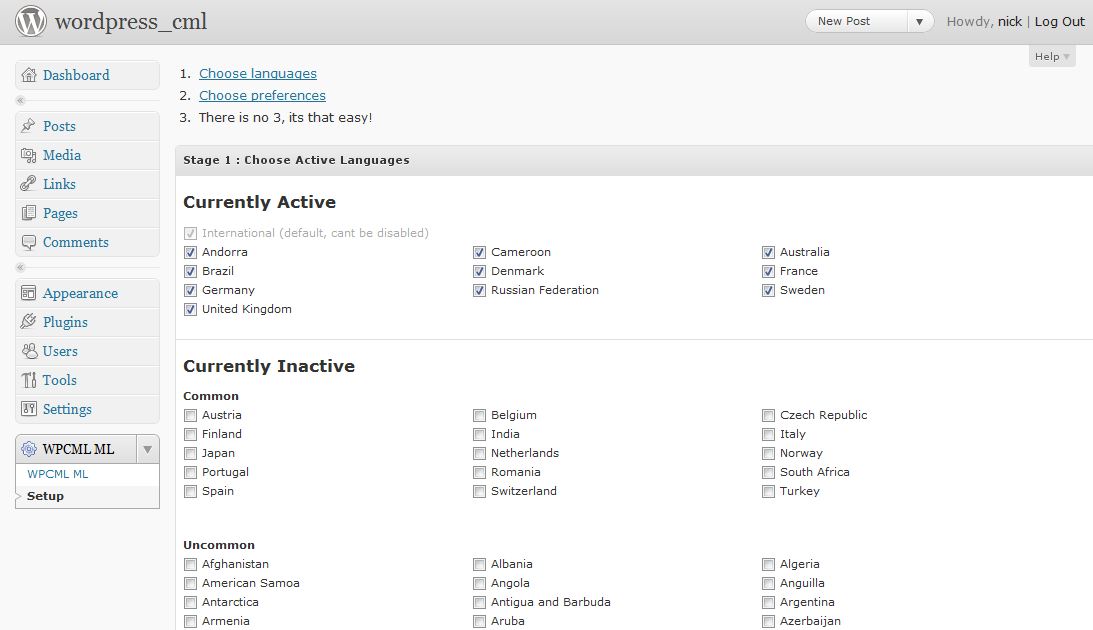 wordpress_cml
New Post
Howdy, nick | Log Out
Help
Dashboard
Posts
Media
Links
Pages
Comments
Appearance
Plugins
Users
Tools
Settings
WPCML ML
WPCML ML
Setup
1. Choose languages
2. Choose preferences
3. There is no 3, its that easy!
Stage 1 : Choose Active Languages
Currently Active
International (default, cant be disabled)
Andorra Cameroon Australia
Brazil Denmark France
Germany Russian Federation Sweden
United Kingdom
Currently Inactive
Common
Austria Belgium Czech Republic
Finland India Italy
Japan Netherlands Norway
Portugal Romania South Africa
Spain Switzerland Turkey
Uncommon
Afghanistan Albania Algeria
American Samoa Angola Anguilla
Antarctica Antigua and Barbuda Argentina
Armenia Aruba Azerbaijan